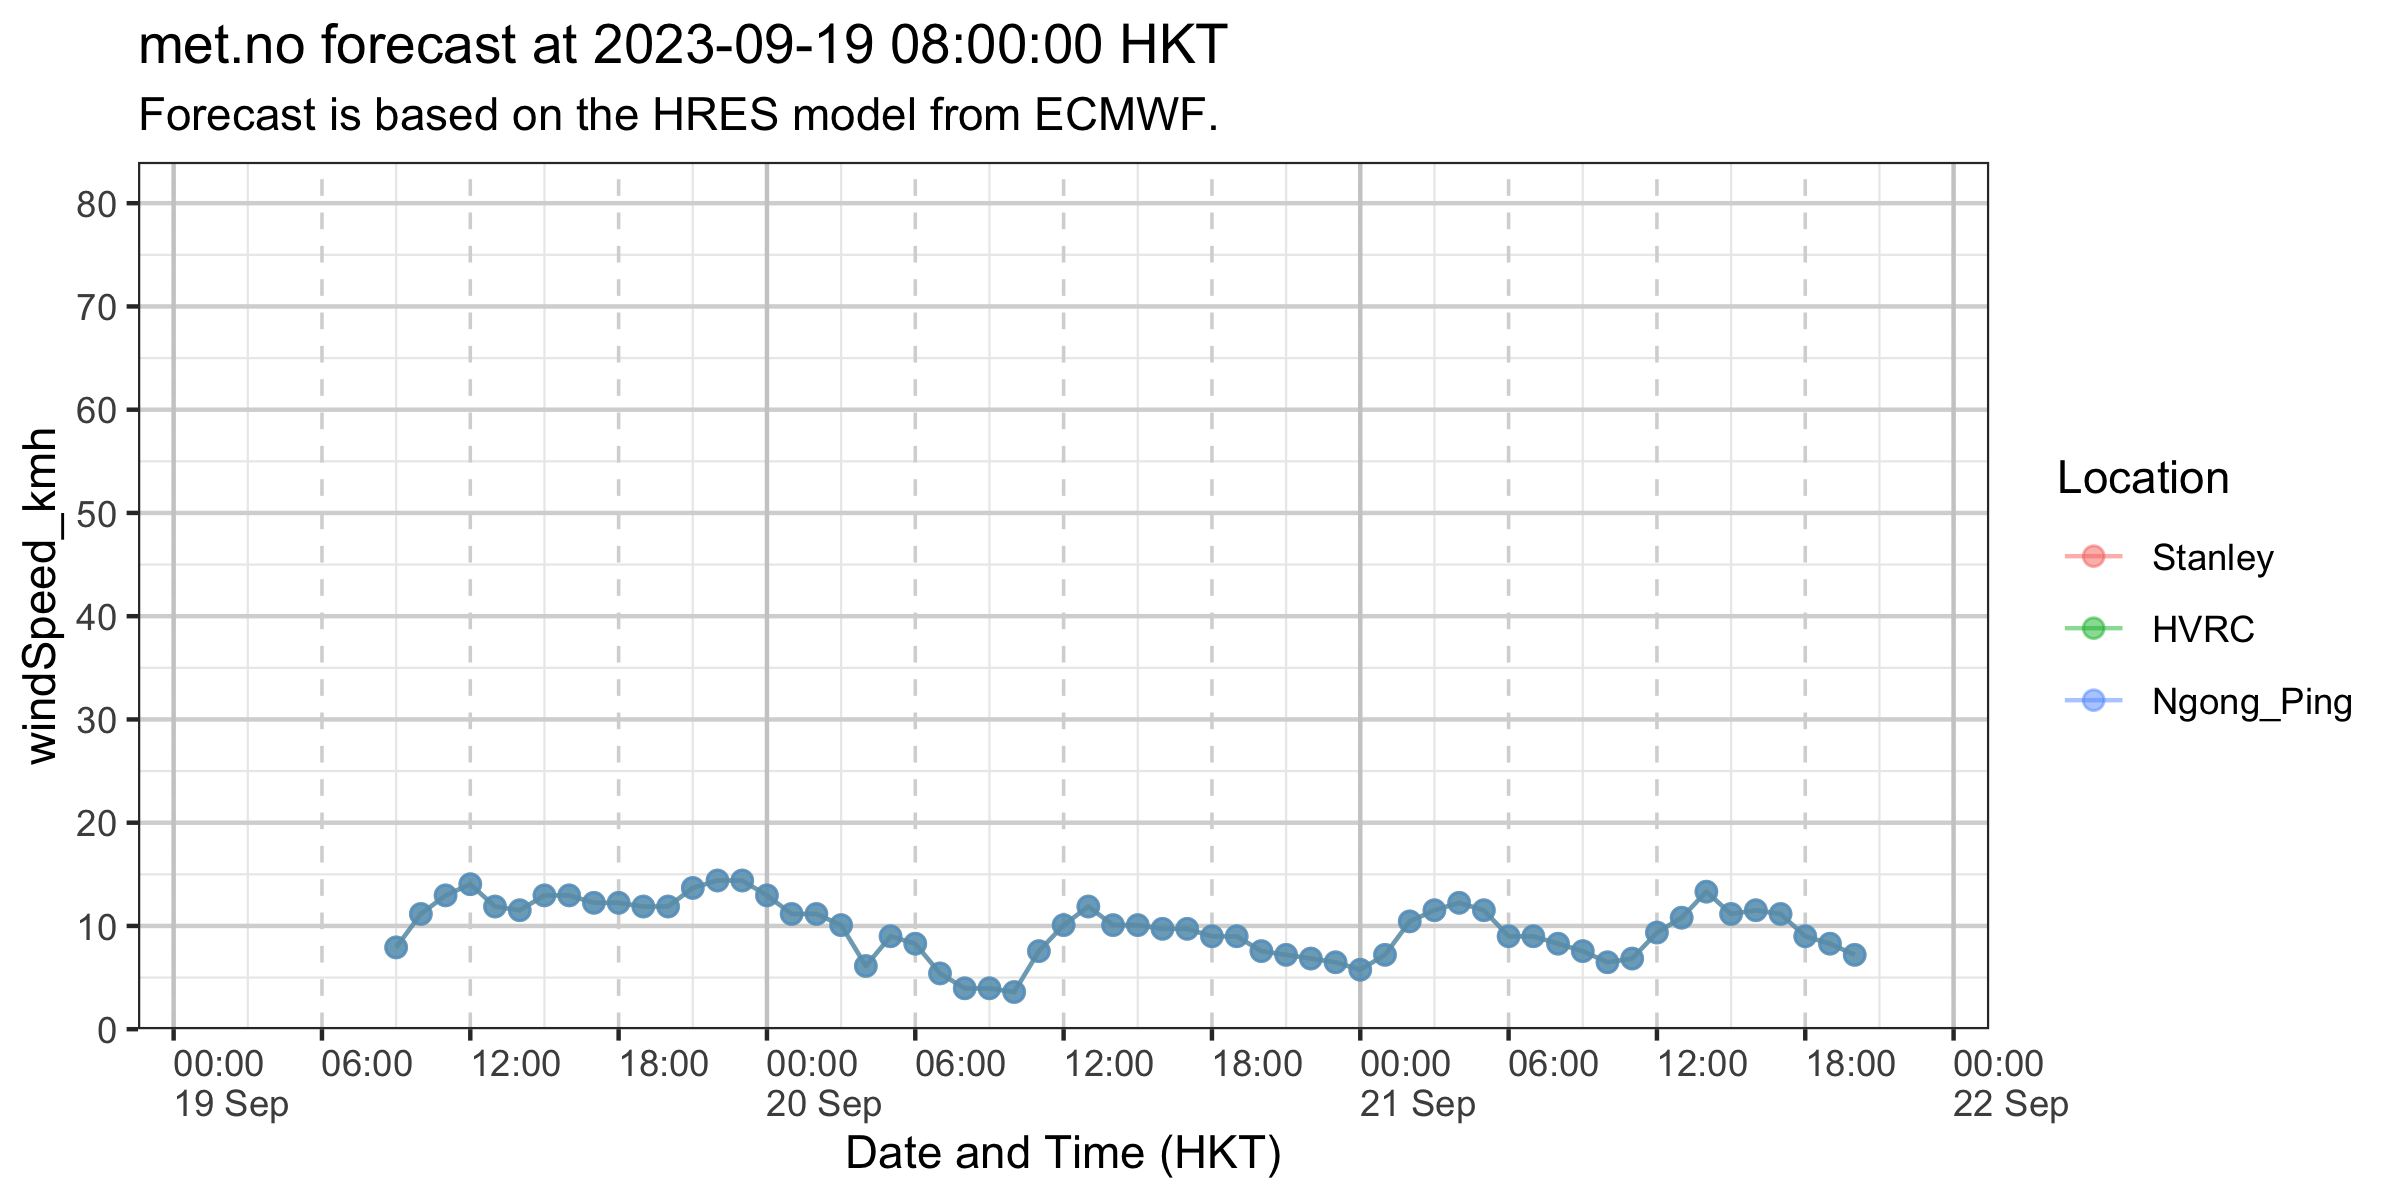 met.no forecast at 2023-09-19 08:00:00 HKT
Forecast is based on the HRES model from ECMWF.
windSpeed_kmh
80
70
60
50
40
30
20
10
0
00:00 06:00 12:00 18:00 00:00 06:00 12:00 18:00 00:00 06:00 12:00 18:00 00:00
19 Sep 20 Sep 21 Sep 22 Sep
Date and Time (HKT)
Location
Stanley
HVRC
Ngong_Ping